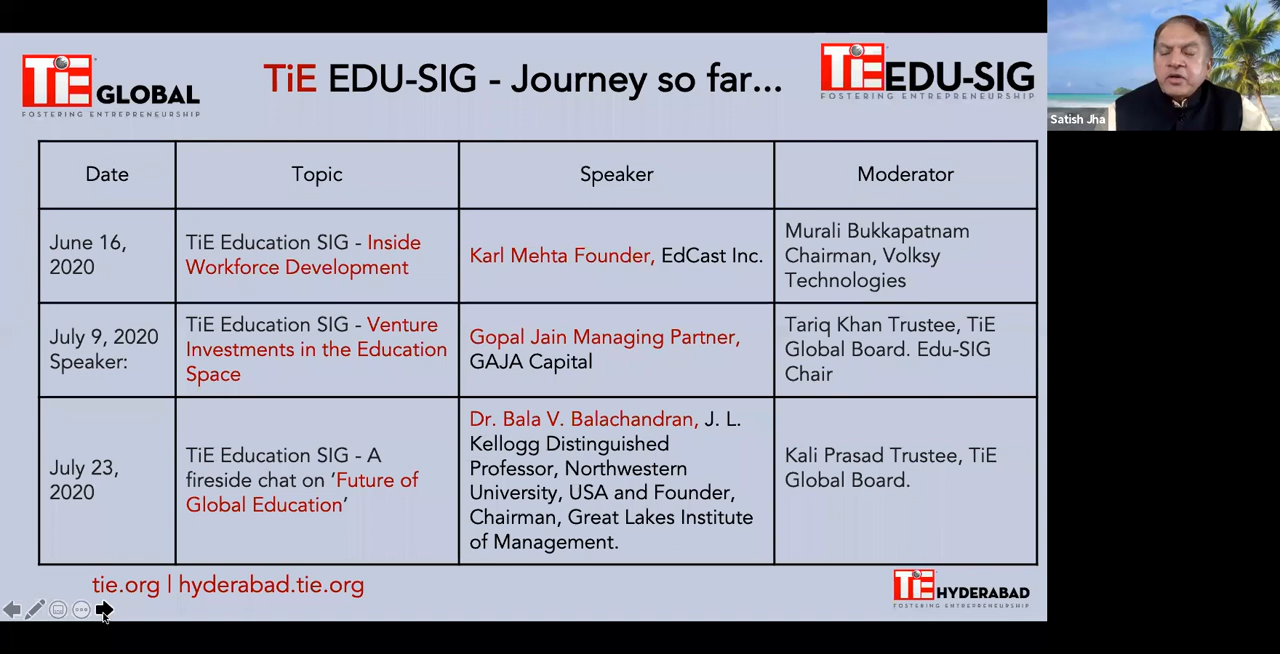 TiE GLOBAL
FOSTERING ENTREPRENEURSHIP
TiE EDU-SIG - Journey so far...
TiE EDU-SIG
FOSTERING ENTREPRENEURSHIP
Satish Jha
Date
Topic
Speaker
Moderator
June 16,
2020
TiE Education SIG - Inside
Workforce Development
Karl Mehta Founder, EdCast Inc.
Murali Bukkapatnam
Chairman, Volksy
Technologies
July 9, 2020
Speaker:
TiE Education SIG - Venture
Investments in the Education
Space
Gopal Jain Managing Partner,
GAJA Capital
Tariq Khan Trustee, TiE
Global Board. Edu-SIG
Chair
July 23,
2020
TiE Education SIG - A
fireside chat on ‘Future of
Global Education’
Dr. Bala V. Balachandran, J. L.
Kellogg Distinguished
Professor, Northwestern
University, USA and Founder,
Chairman, Great Lakes Institute
of Management.
Kali Prasad Trustee, TiE
Global Board.
tie.org | hyderabad.tie.org
TiE HYDERABAD
FOSTERING ENTREPRENEURSHIP